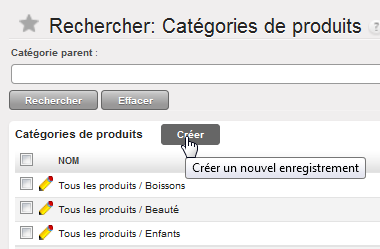 Rechercher: Catégories de produits ?
Catégorie parent :
Rechercher Effacer
Catégories de produits Créer
Créer un nouvel enregistrement
NOM
Tous les produits / Boissons
Tous les produits / Beauté
Tous les produits / Enfants